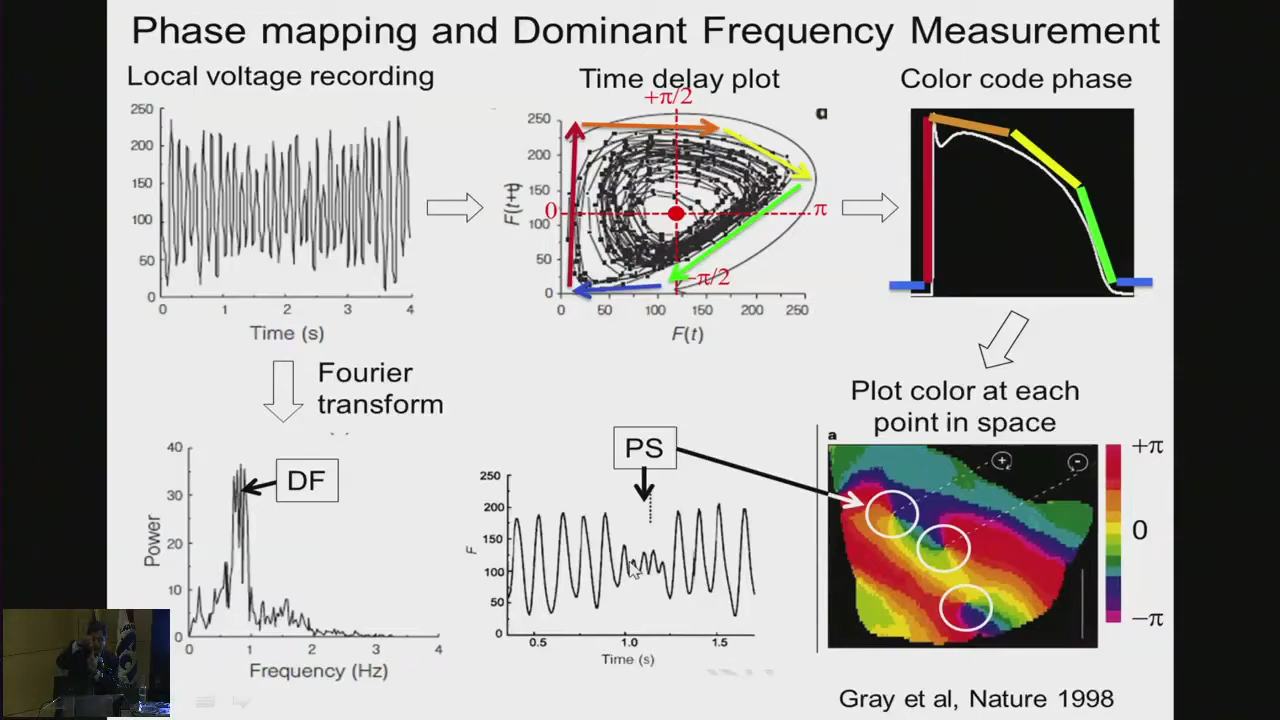 Phase mapping and Dominant Frequency Measurement
Local voltage recording
Time delay plot
Color code phase
250
200
150
100
50
0
0
1
2
3
4
Time (s)
+π/2
250
200
150
100
50
0
F(t+τ)
0
π
-π/2
0
50
100
150
200
250
F(t)
a
Fourier
transform
Plot color at each
point in space
40
30
20
10
0
Power
DF
0
1
2
3
4
Frequency (Hz)
PS
250
200
150
100
50
0
F
0.5
1.0
1.5
Time (s)
a
+
-
+π
0
−π
Gray et al, Nature 1998